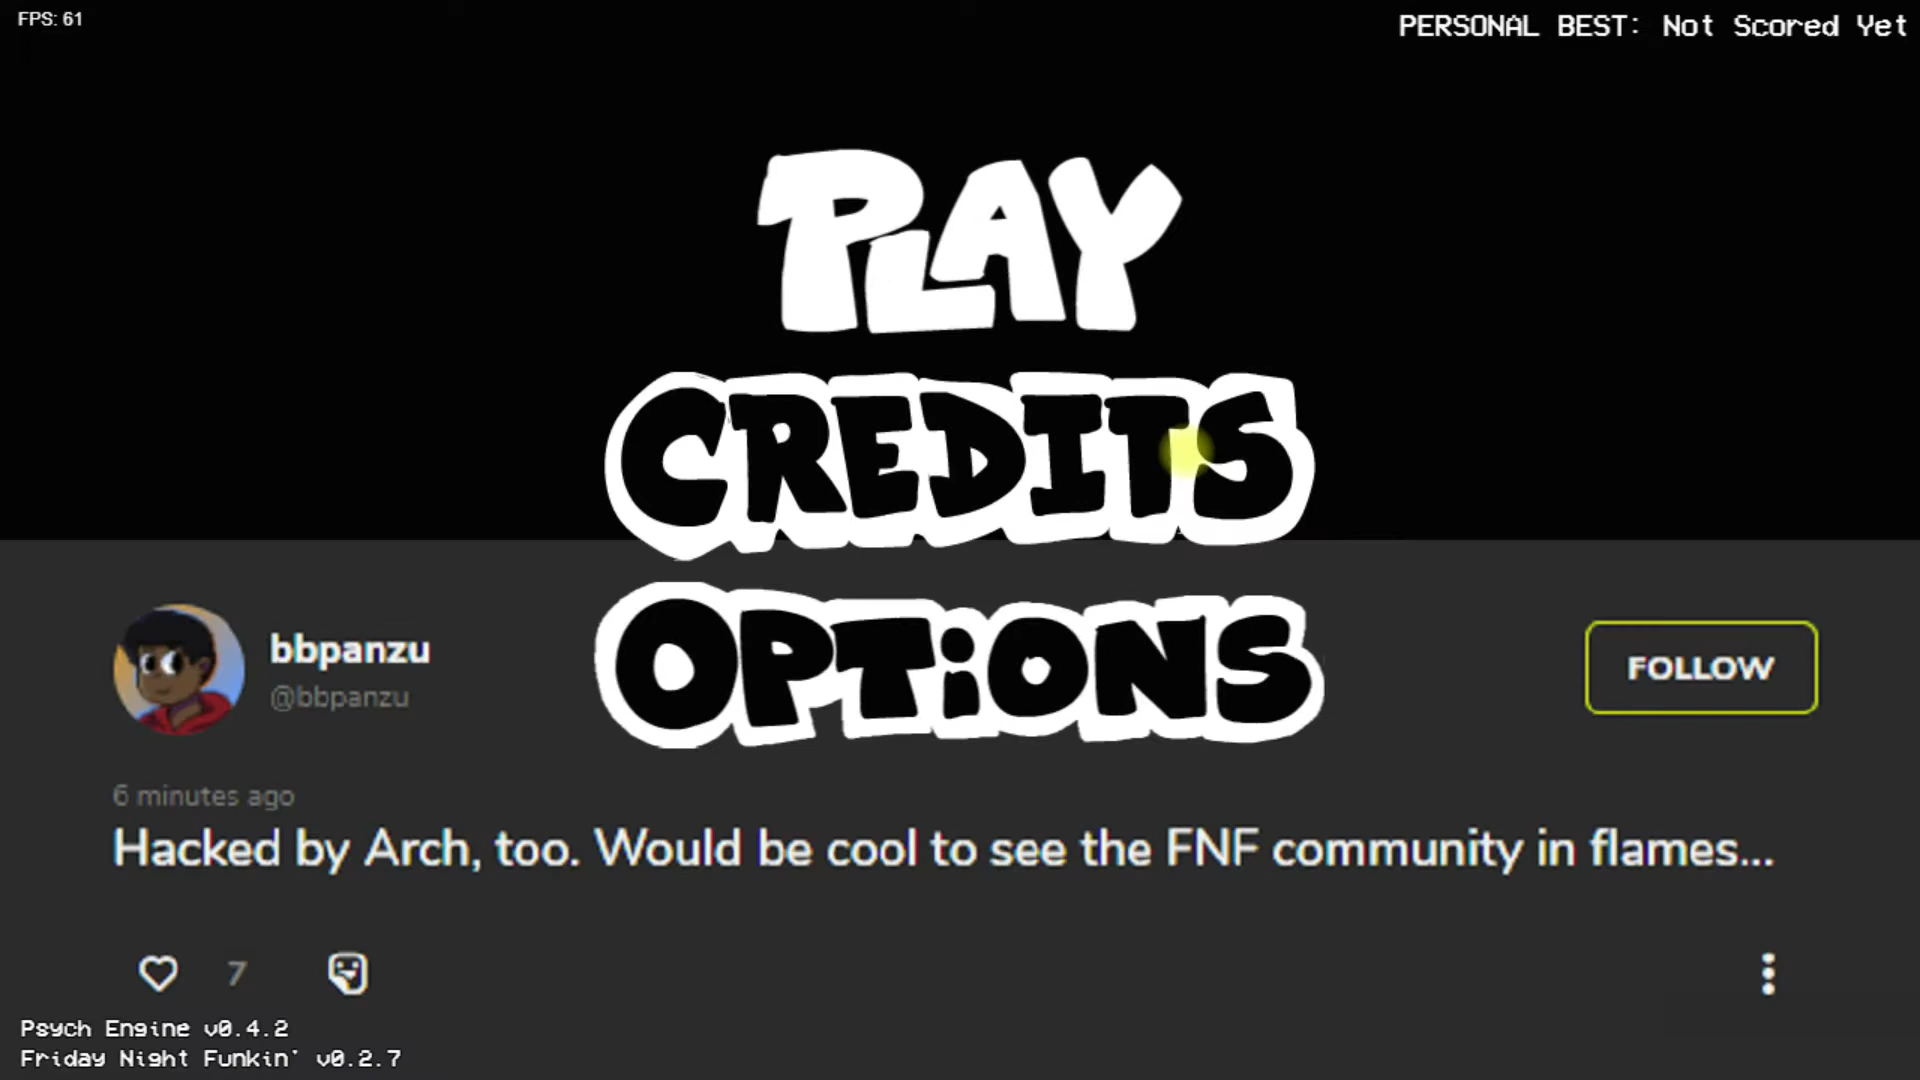 FPS: 61
PERSONAL BEST: Not Scored Yet
PLAY
CREDITS
OPTiONS
bbpanzu
@bbpanzu
FOLLOW
6 minutes ago
Hacked by Arch, too. Would be cool to see the FNF community in flames...
7
Psych Engine v0.4.2
Friday Night Funkin' v0.2.7